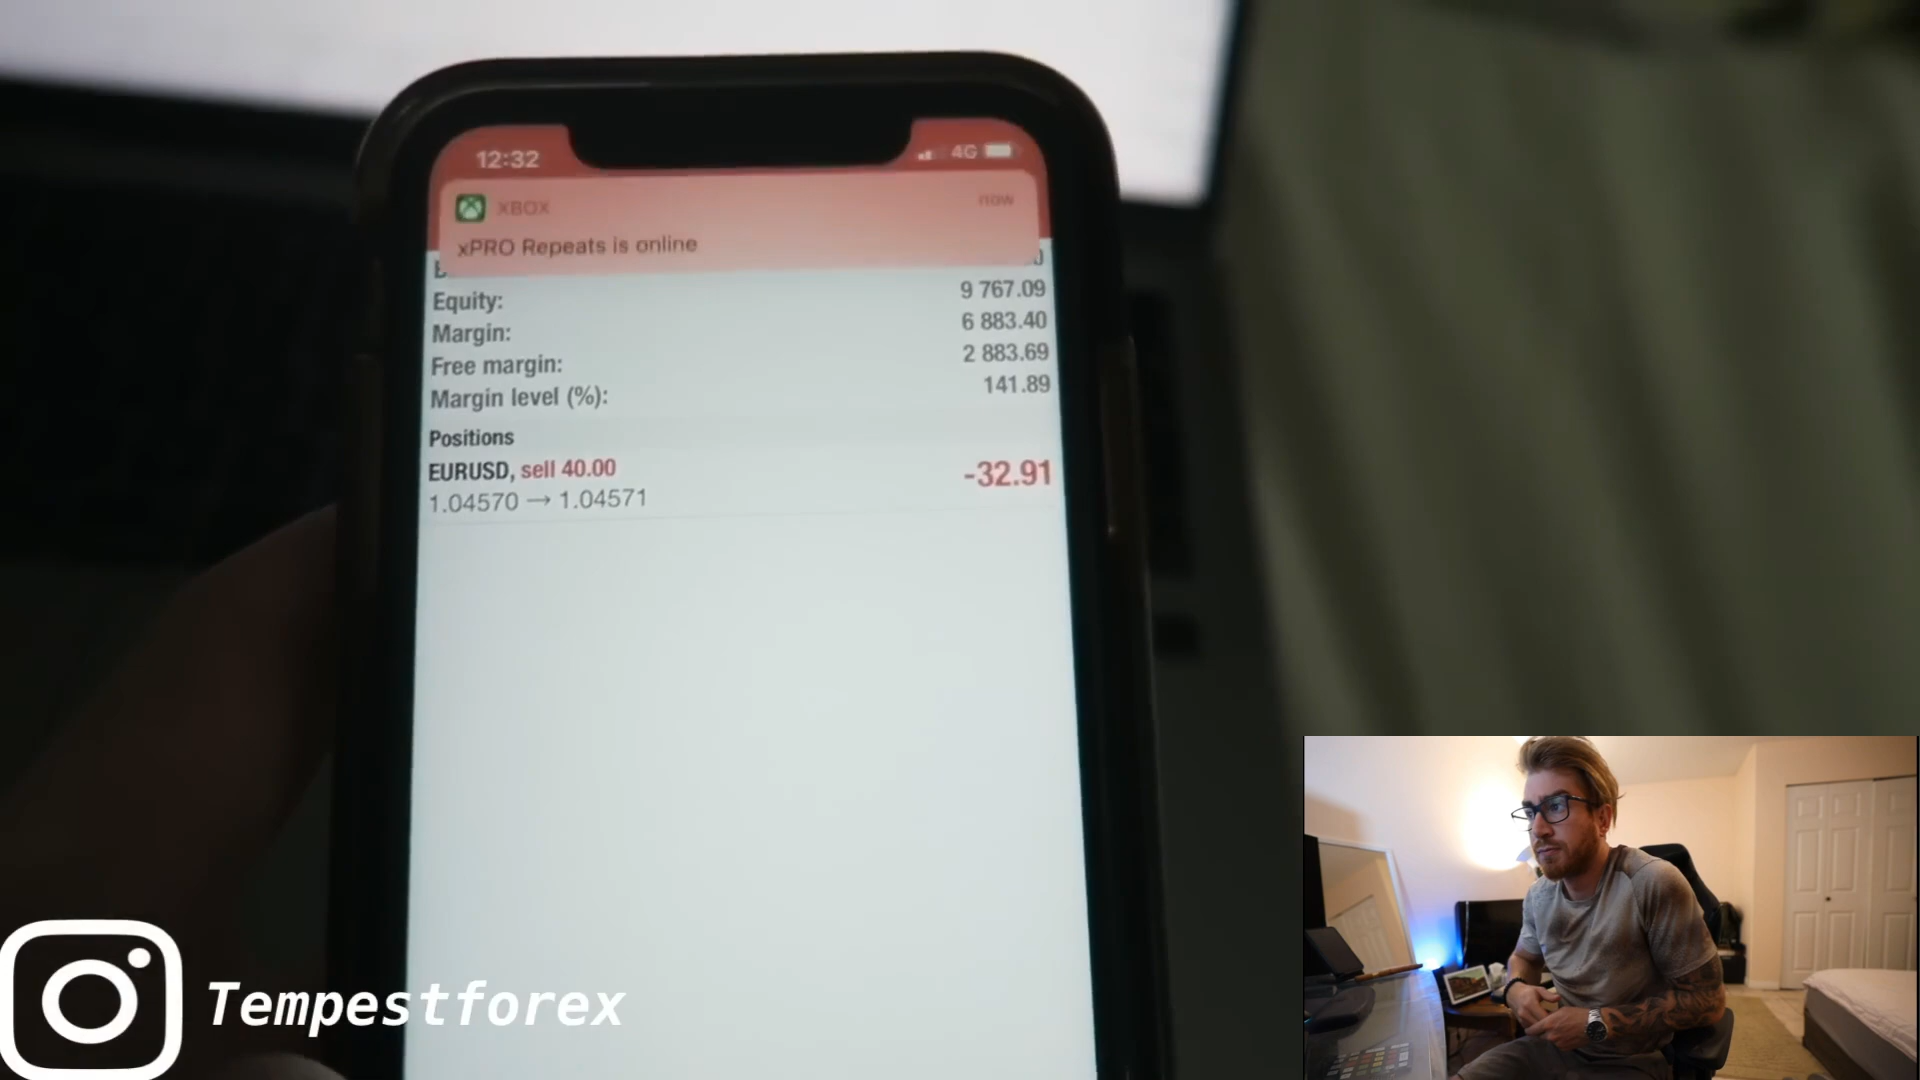 12:32
4G
XBOX
now
xPRO Repeats is online
Equity:
9 767.09
Margin:
6 883.40
Free margin:
2 883.69
Margin level (%):
141.89
Positions
EURUSD, sell 40.00
-32.91
1.04570 → 1.04571
Tempestforex